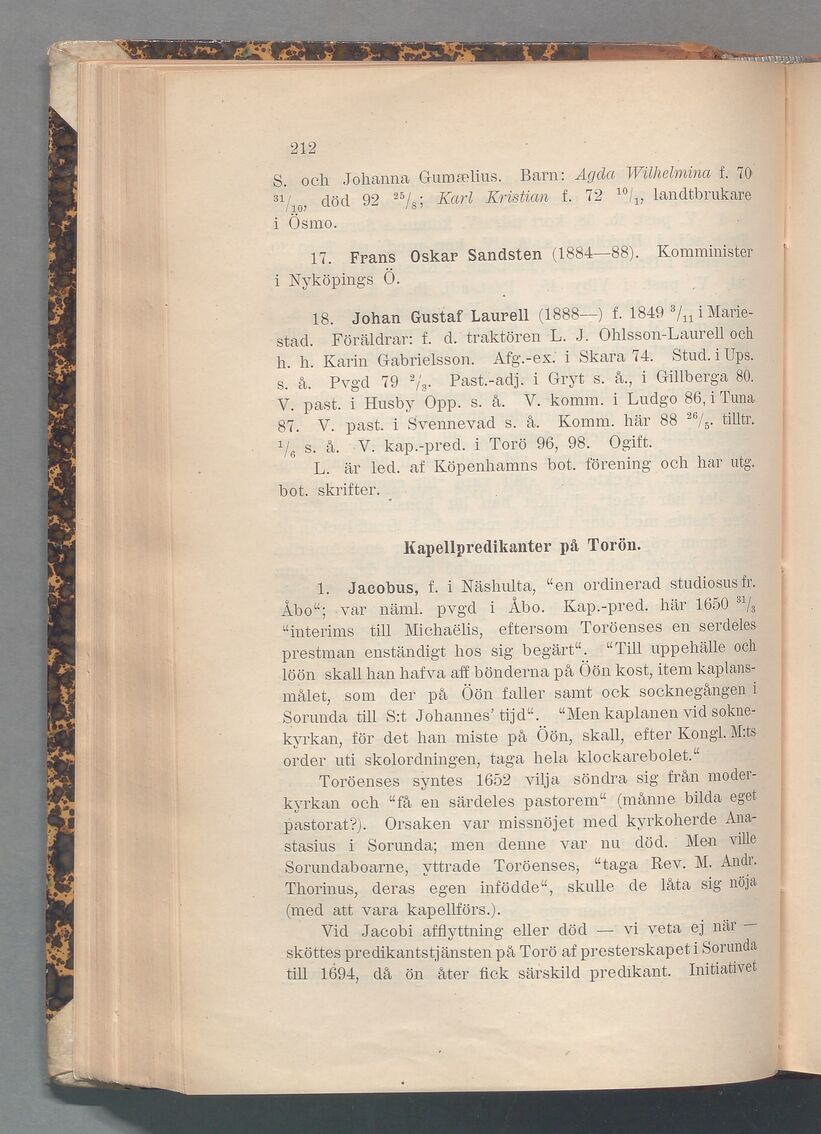 212
S. och Johanna Gumælius. Barn: Agda Wilhelmina f. 70
31/10, död 92 25/8; Karl Kristian f. 72 10/1, landtbrukare
i Ösmo.
17. Frans Oskar Sandsten (1884—88). Komminister
i Nyköpings Ö.
18. Johan Gustaf Laurell (1888—) f. 1849 3/11 i Marie-
stad. Föräldrar: f. d. traktören L. J. Ohlsson-Laurell och
h. h. Karin Gabrielsson. Afg.-ex. i Skara 74. Stud. i Ups.
s. å. Pvgd 79 2/3. Past.-adj. i Gryt s. å., i Gillberga 80.
V. past. i Husby Opp. s. å. V. komm. i Ludgo 86, i Tuna
87. V. past. i Svennevad s. å. Komm. här 88 26/5. tilltr.
1/6 s. å. V. kap.-pred. i Torö 96, 98. Ogift.
L. är led. af Köpenhamns bot. förening och har utg.
bot. skrifter.
Kapellpredikanter på Torön.
1. Jacobus, f. i Näshulta, “en ordinerad studiosus fr.
Åbo“; var näml. pvgd i Åbo. Kap.-pred. här 1650 31/3
“interims till Michaëlis, eftersom Toröenses en serdeles
prestman enständigt hos sig begärt“. “Till uppehälle och
löön skall han hafva aff bönderna på Öön kost, item kaplans-
målet, som der på Öön faller samt ock socknegången i
Sorunda till S:t Johannes' tijd“. “Men kaplanen vid sokne-
kyrkan, för det han miste på Öön, skall, efter Kongl. M:ts
order uti skolordningen, taga hela klockarebolet.“
Toröenses syntes 1652 vilja söndra sig från moder-
kyrkan och “få en särdeles pastorem“ (månne bilda eget
pastorat?). Orsaken var missnöjet med kyrkoherde Ana-
stasius i Sorunda; men denne var nu död. Men ville
Sorundaboarne, yttrade Toröenses, “taga Rev. M. Andr.
Thorinus, deras egen infödde“, skulle de låta sig nöja
(med att vara kapellförs.).
Vid Jacobi afflyttning eller död — vi veta ej när —
sköttes predikantstjänsten på Torö af presterskapet i Sorunda
till 1694, då ön åter fick särskild predikant. Initiativet